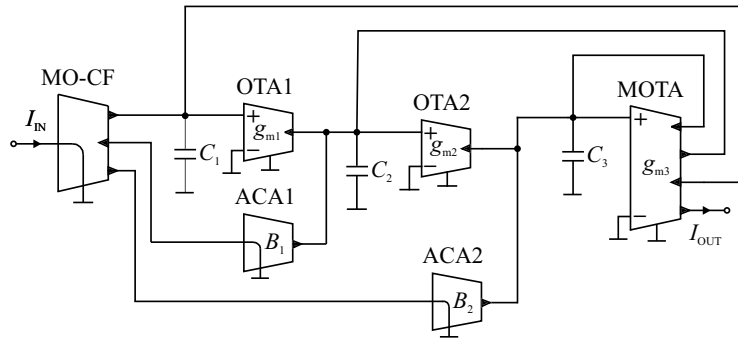 MO-CF
OTA1
OTA2
MOTA
I_IN
+
−
g_m1
C_1
+
−
g_m2
C_2
+
−
g_m3
C_3
ACA1
B_1
I_OUT
ACA2
B_2